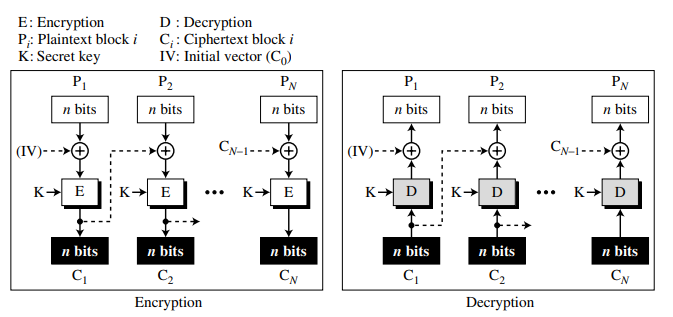 E: Encryption D : Decryption
Pi: Plaintext block i Ci: Ciphertext block i
K: Secret key IV: Initial vector (C0)
P1 P2 PN
n bits n bits n bits
(IV) CN−1
K E K E ••• K E
n bits n bits n bits
C1 C2 CN
Encryption
P1 P2 PN
n bits n bits n bits
(IV) CN−1
K D K D ••• K D
n bits n bits n bits
C1 C2 CN
Decryption